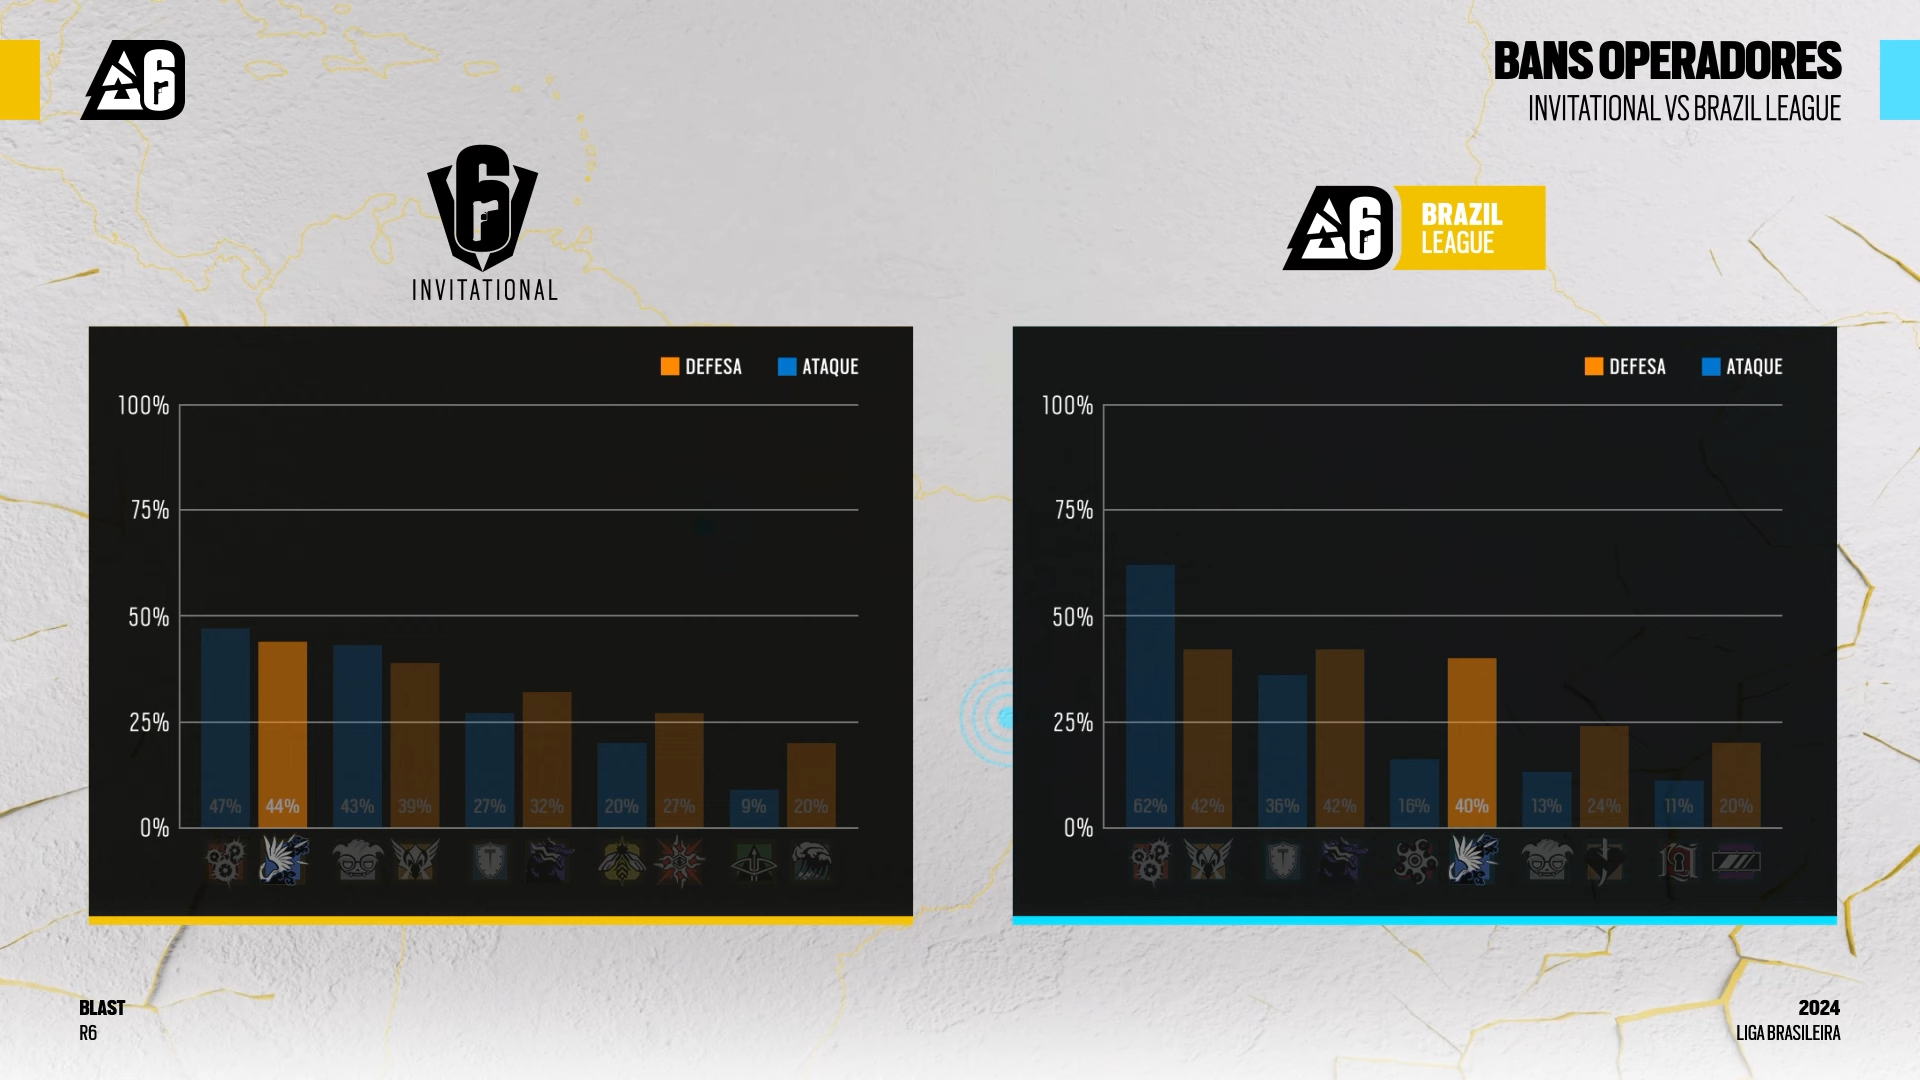 BANS OPERADORES
INVITATIONAL VS BRAZIL LEAGUE
INVITATIONAL
BRAZIL
LEAGUE
DEFESA ATAQUE
100%
75%
50%
25%
0%
47% 44% 43% 39% 27% 32% 20% 27% 9% 20%
DEFESA ATAQUE
100%
75%
50%
25%
0%
62% 42% 36% 42% 16% 40% 13% 24% 11% 20%
BLAST
R6
2024
LIGA BRASILEIRA